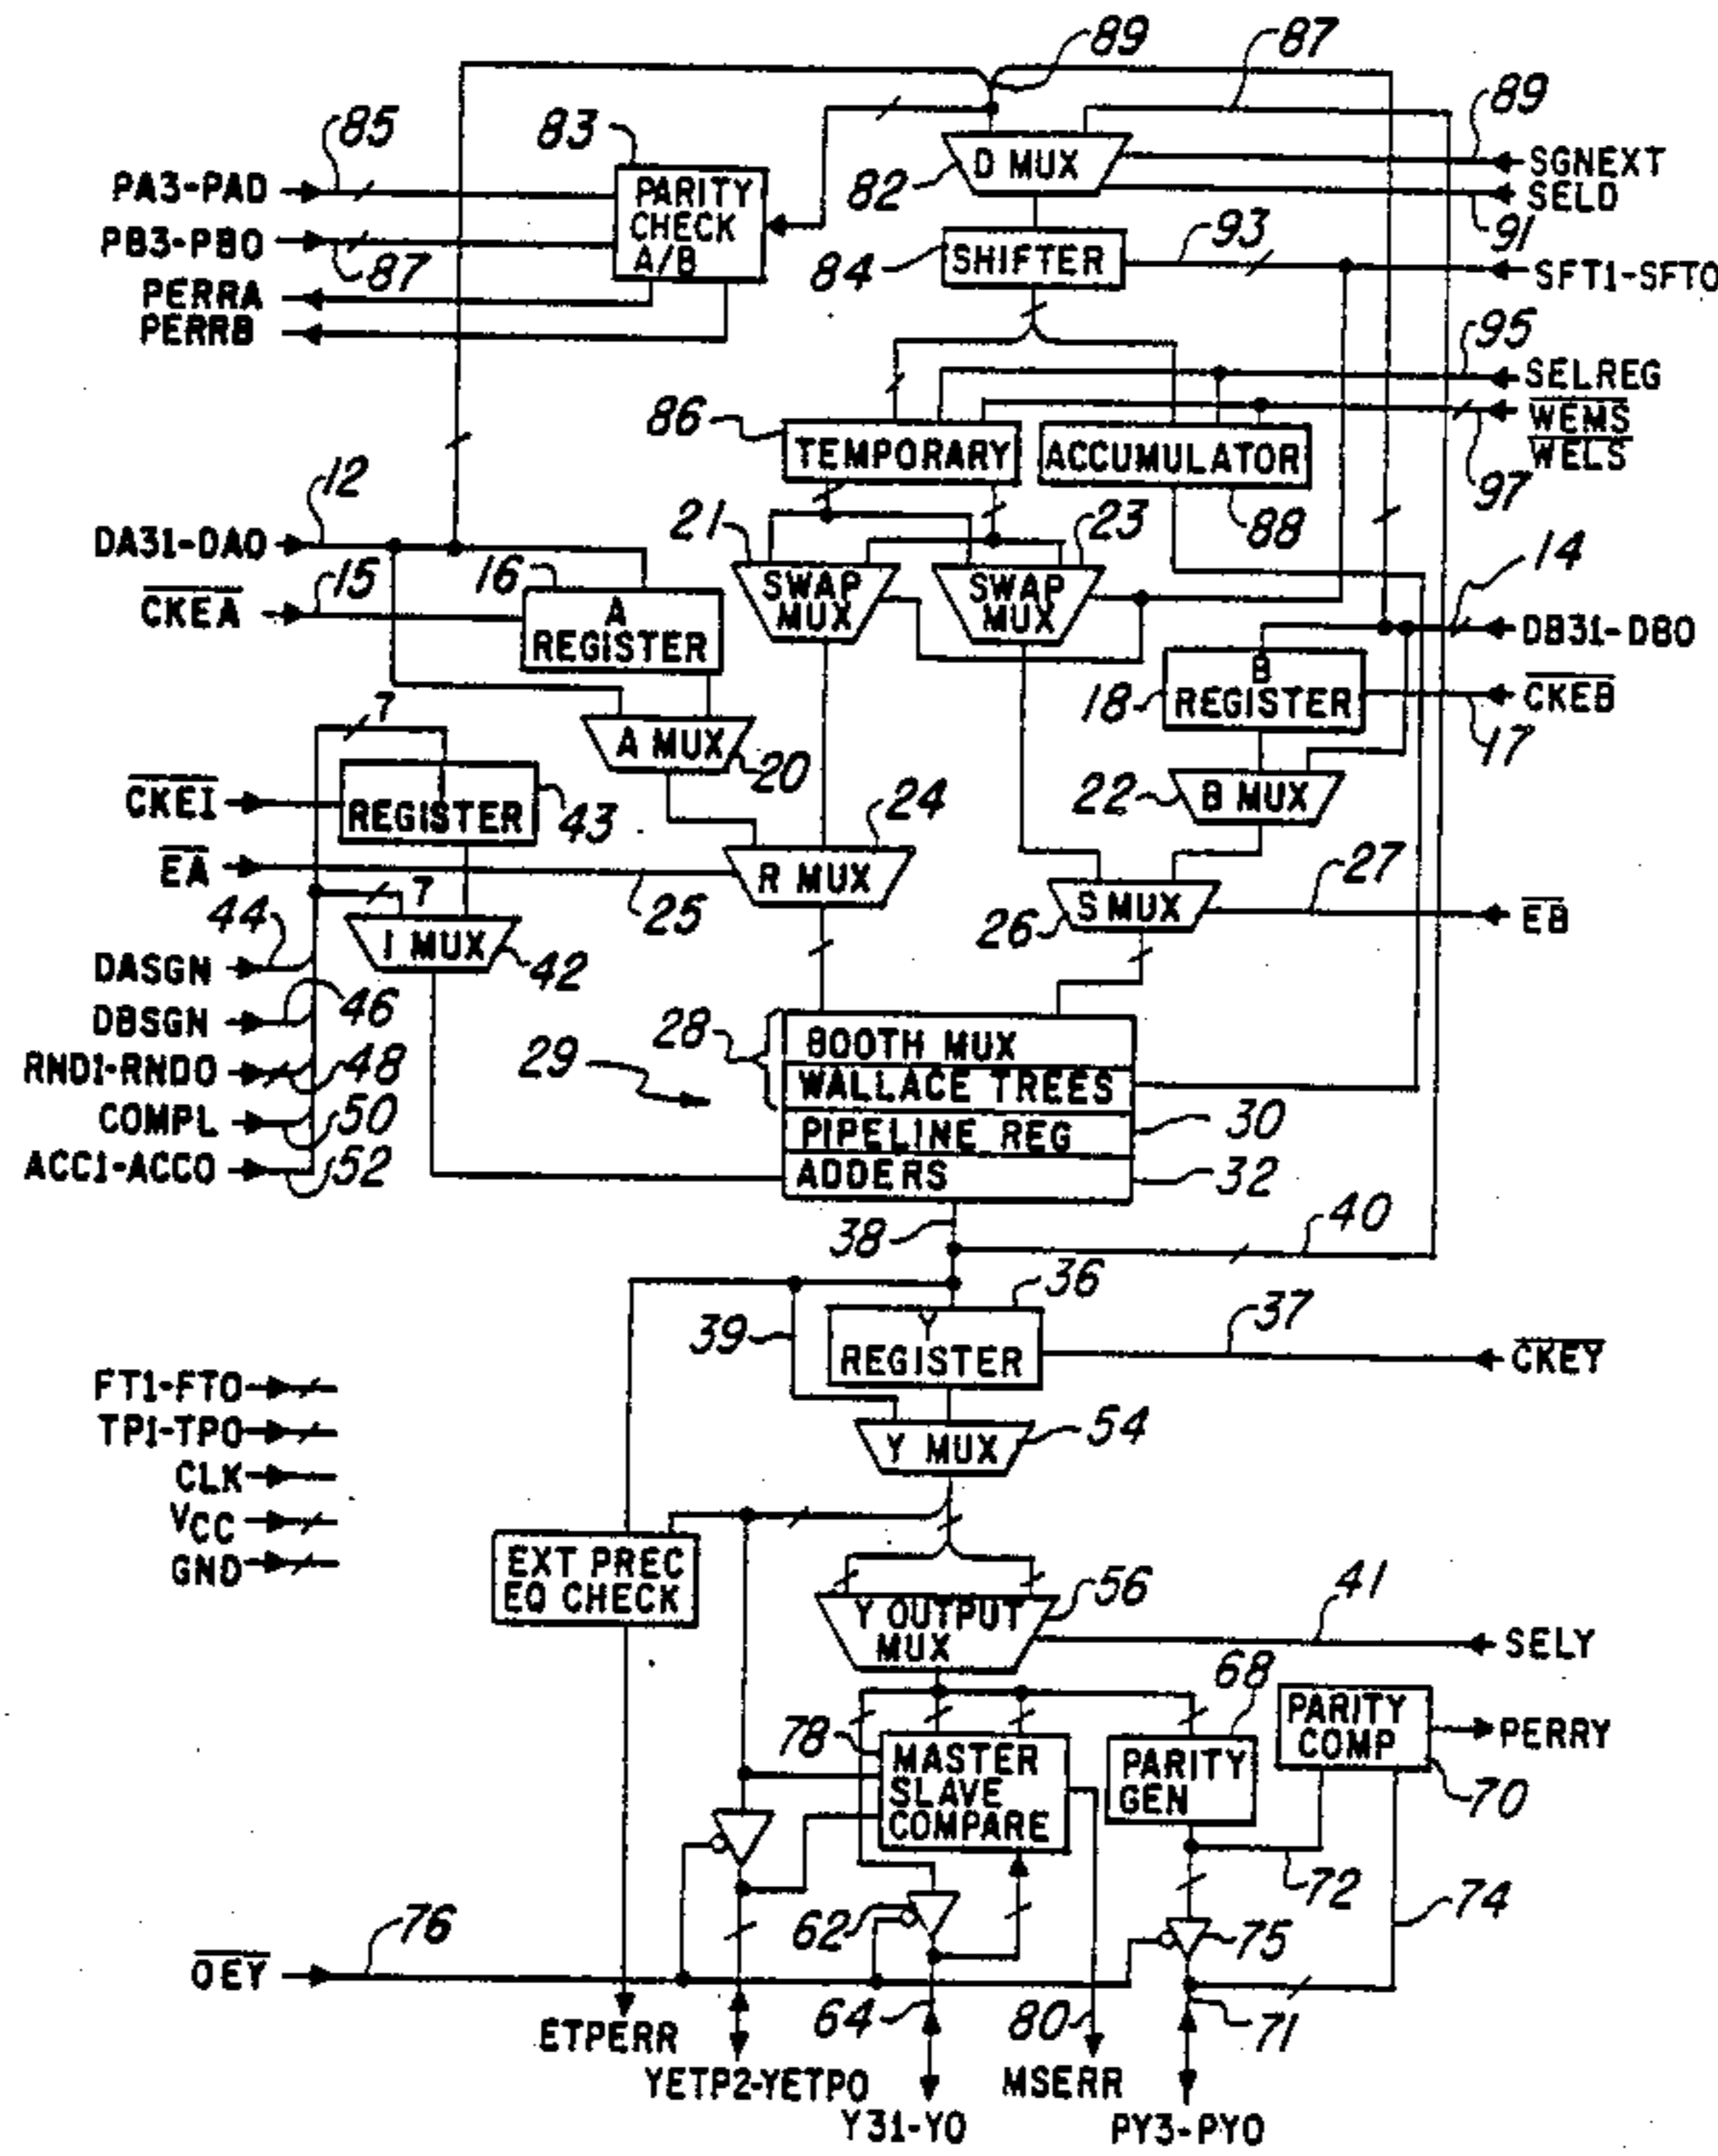 89
87
89
85
83
PA3-PA0
PB3-PB0
87
PERRA
PERRB
PARITY
CHECK
A/B
D MUX
82
SGNEXT
SELD
91
SHIFTER
84
93
SFT1-SFT0
95
SELREG
WEMS
WELS
97
86
TEMPORARY
ACCUMULATOR
88
12
DA31-DA0
15
CKEA
16
A
REGISTER
21
SWAP
MUX
23
SWAP
MUX
14
DB31-DB0
B
REGISTER
18
CKEB
17
7
A MUX
20
B MUX
22
CKEI
REGISTER
43
24
EA
R MUX
25
27
S MUX
26
EB
7
I MUX
42
44
DASGN
DBSGN
46
RND1-RND0
48
COMPL
50
ACC1-ACC0
52
28
29
BOOTH MUX
WALLACE TREES
PIPELINE REG
ADDERS
30
32
38
40
36
Y
REGISTER
39
37
CKEY
FT1-FT0
TP1-TP0
CLK
VCC
GND
Y MUX
54
EXT PREC
EQ CHECK
Y OUTPUT
MUX
56
41
SELY
68
78
MASTER
SLAVE
COMPARE
PARITY
GEN
PARITY
COMP
PERRY
70
72
74
62
75
76
OEY
64
80
71
ETPERR
YETP2-YETP0
Y31-Y0
MSERR
PY3-PY0